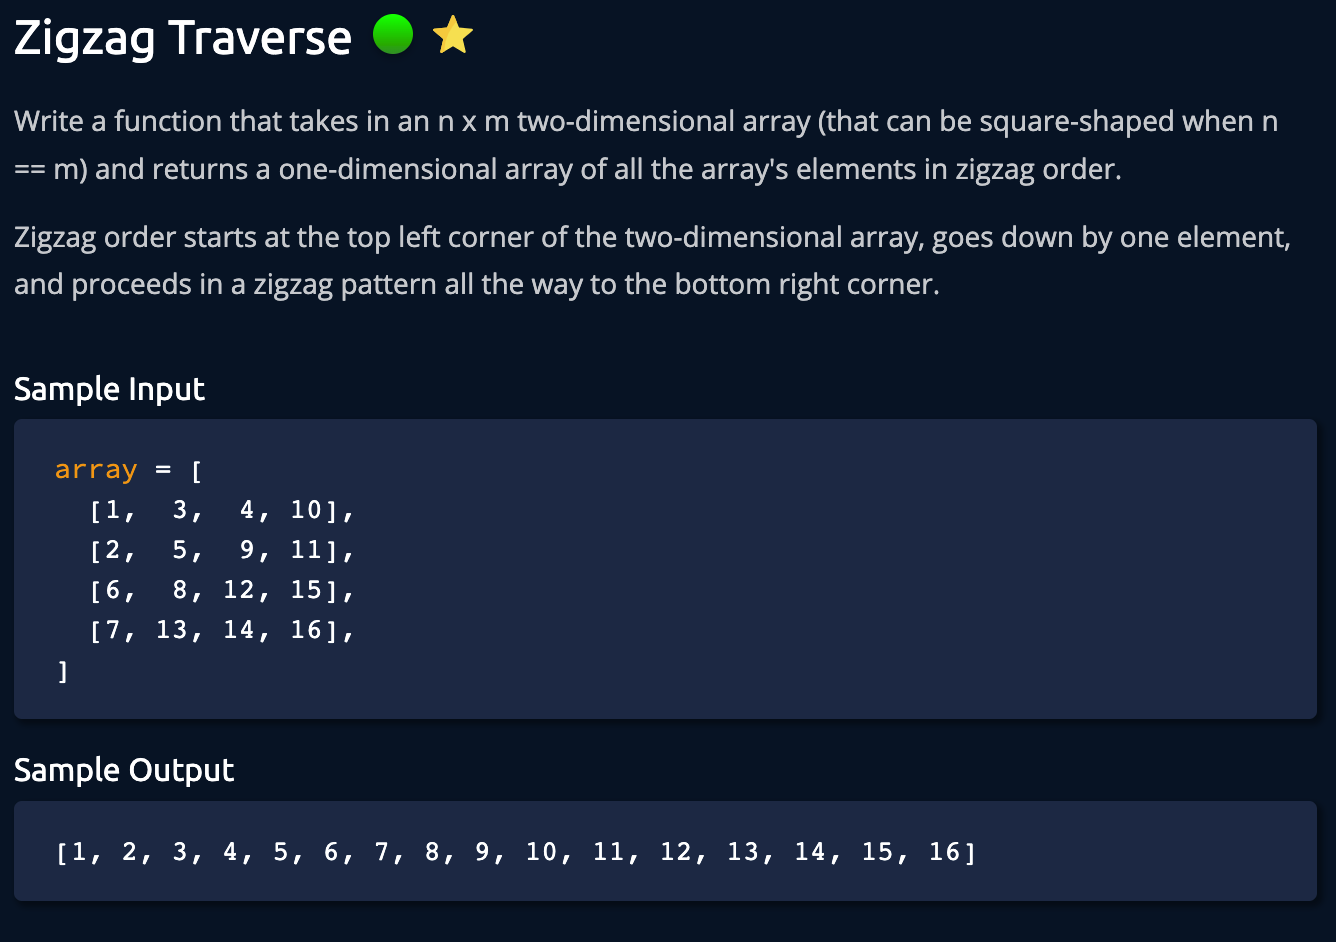 Zigzag Traverse
Write a function that takes in an n x m two-dimensional array (that can be square-shaped when n
== m) and returns a one-dimensional array of all the array's elements in zigzag order.
Zigzag order starts at the top left corner of the two-dimensional array, goes down by one element,
and proceeds in a zigzag pattern all the way to the bottom right corner.
Sample Input
array = [
  [1,  3,  4, 10],
  [2,  5,  9, 11],
  [6,  8, 12, 15],
  [7, 13, 14, 16],
]
Sample Output
[1, 2, 3, 4, 5, 6, 7, 8, 9, 10, 11, 12, 13, 14, 15, 16]